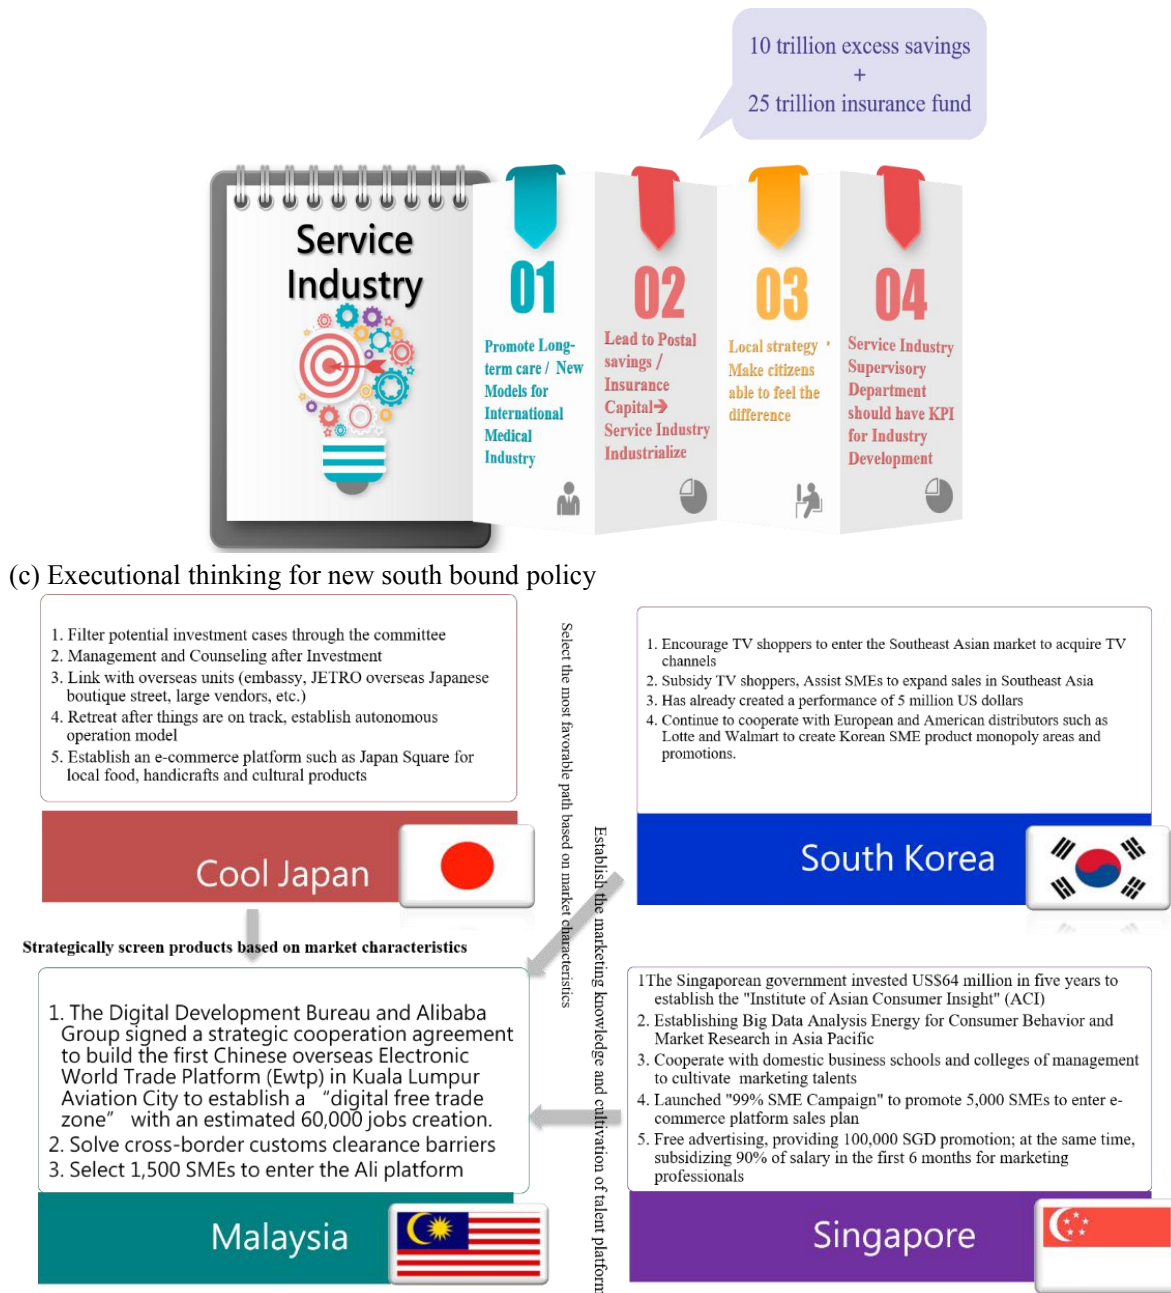 10 trillion excess savings
+
25 trillion insurance fund
Service
Industry
01
Promote Long-
term care / New
Models for
International
Medical
Industry
02
Lead to Postal
savings /
Insurance
Capital➔
Service Industry
Industrialize
03
Local strategy ，
Make citizens
able to feel the
difference
04
Service Industry
Supervisory
Department
should have KPI
for Industry
Development
(c) Executional thinking for new south bound policy
1. Filter potential investment cases through the committee
2. Management and Counseling after Investment
3. Link with overseas units (embassy, JETRO overseas Japanese
boutique street, large vendors, etc.)
4. Retreat after things are on track, establish autonomous
operation model
5. Establish an e-commerce platform such as Japan Square for
local food, handicrafts and cultural products
Cool Japan
Select the most favorable path based on market characteristics
1. Encourage TV shoppers to enter the Southeast Asian market to acquire TV
channels
2. Subsidy TV shoppers, Assist SMEs to expand sales in Southeast Asia
3. Has already created a performance of 5 million US dollars
4. Continue to cooperate with European and American distributors such as
Lotte and Walmart to create Korean SME product monopoly areas and
promotions.
South Korea
Strategically screen products based on market characteristics
Establish the marketing knowledge and cultivation of talent platform
1. The Digital Development Bureau and Alibaba
Group signed a strategic cooperation agreement
to build the first Chinese overseas Electronic
World Trade Platform (Ewtp) in Kuala Lumpur
Aviation City to establish a “digital free trade
zone” with an estimated 60,000 jobs creation.
2. Solve cross-border customs clearance barriers
3. Select 1,500 SMEs to enter the Ali platform
Malaysia
1The Singaporean government invested US$64 million in five years to
establish the "Institute of Asian Consumer Insight" (ACI)
2. Establishing Big Data Analysis Energy for Consumer Behavior and
Market Research in Asia Pacific
3. Cooperate with domestic business schools and colleges of management
to cultivate marketing talents
4. Launched "99% SME Campaign" to promote 5,000 SMEs to enter e-
commerce platform sales plan
5. Free advertising, providing 100,000 SGD promotion; at the same time,
subsidizing 90% of salary in the first 6 months for marketing
professionals
Singapore